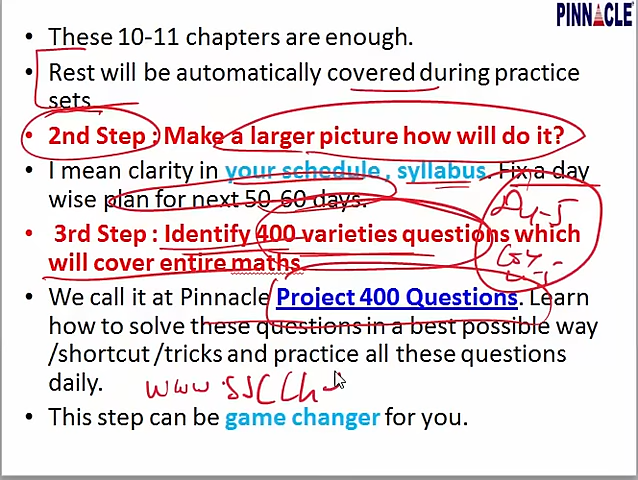 PINNACLE
• These 10-11 chapters are enough.
• Rest will be automatically covered during practice
sets.
• 2nd Step : Make a larger picture how will do it?
• I mean clarity in your schedule , syllabus. Fix a day
wise plan for next 50-60 days.
• 3rd Step : Identify 400 varieties questions which
will cover entire maths.
• We call it at Pinnacle Project 400 Questions. Learn
how to solve these questions in a best possible way
/shortcut /tricks and practice all these questions
daily.
www.SSCCh
• This step can be game changer for you.